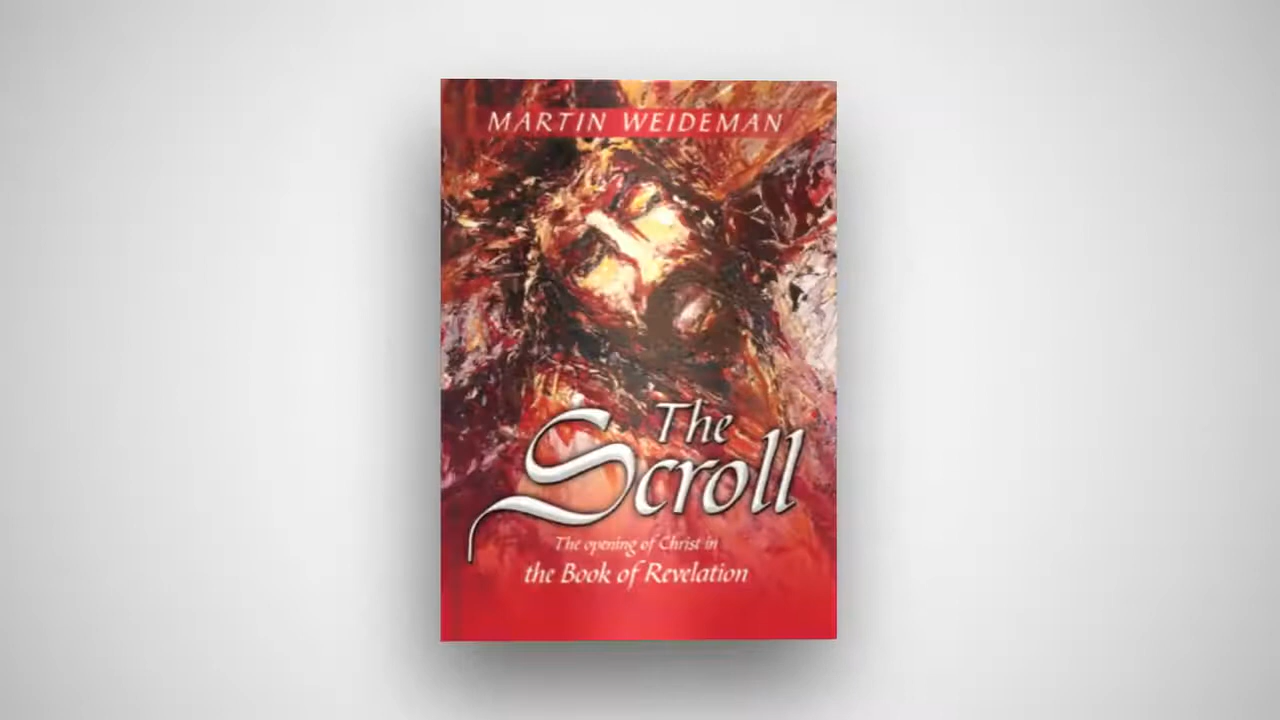 MARTIN WEIDEMAN
The
Scroll
The opening of Christ in
the Book of Revelation